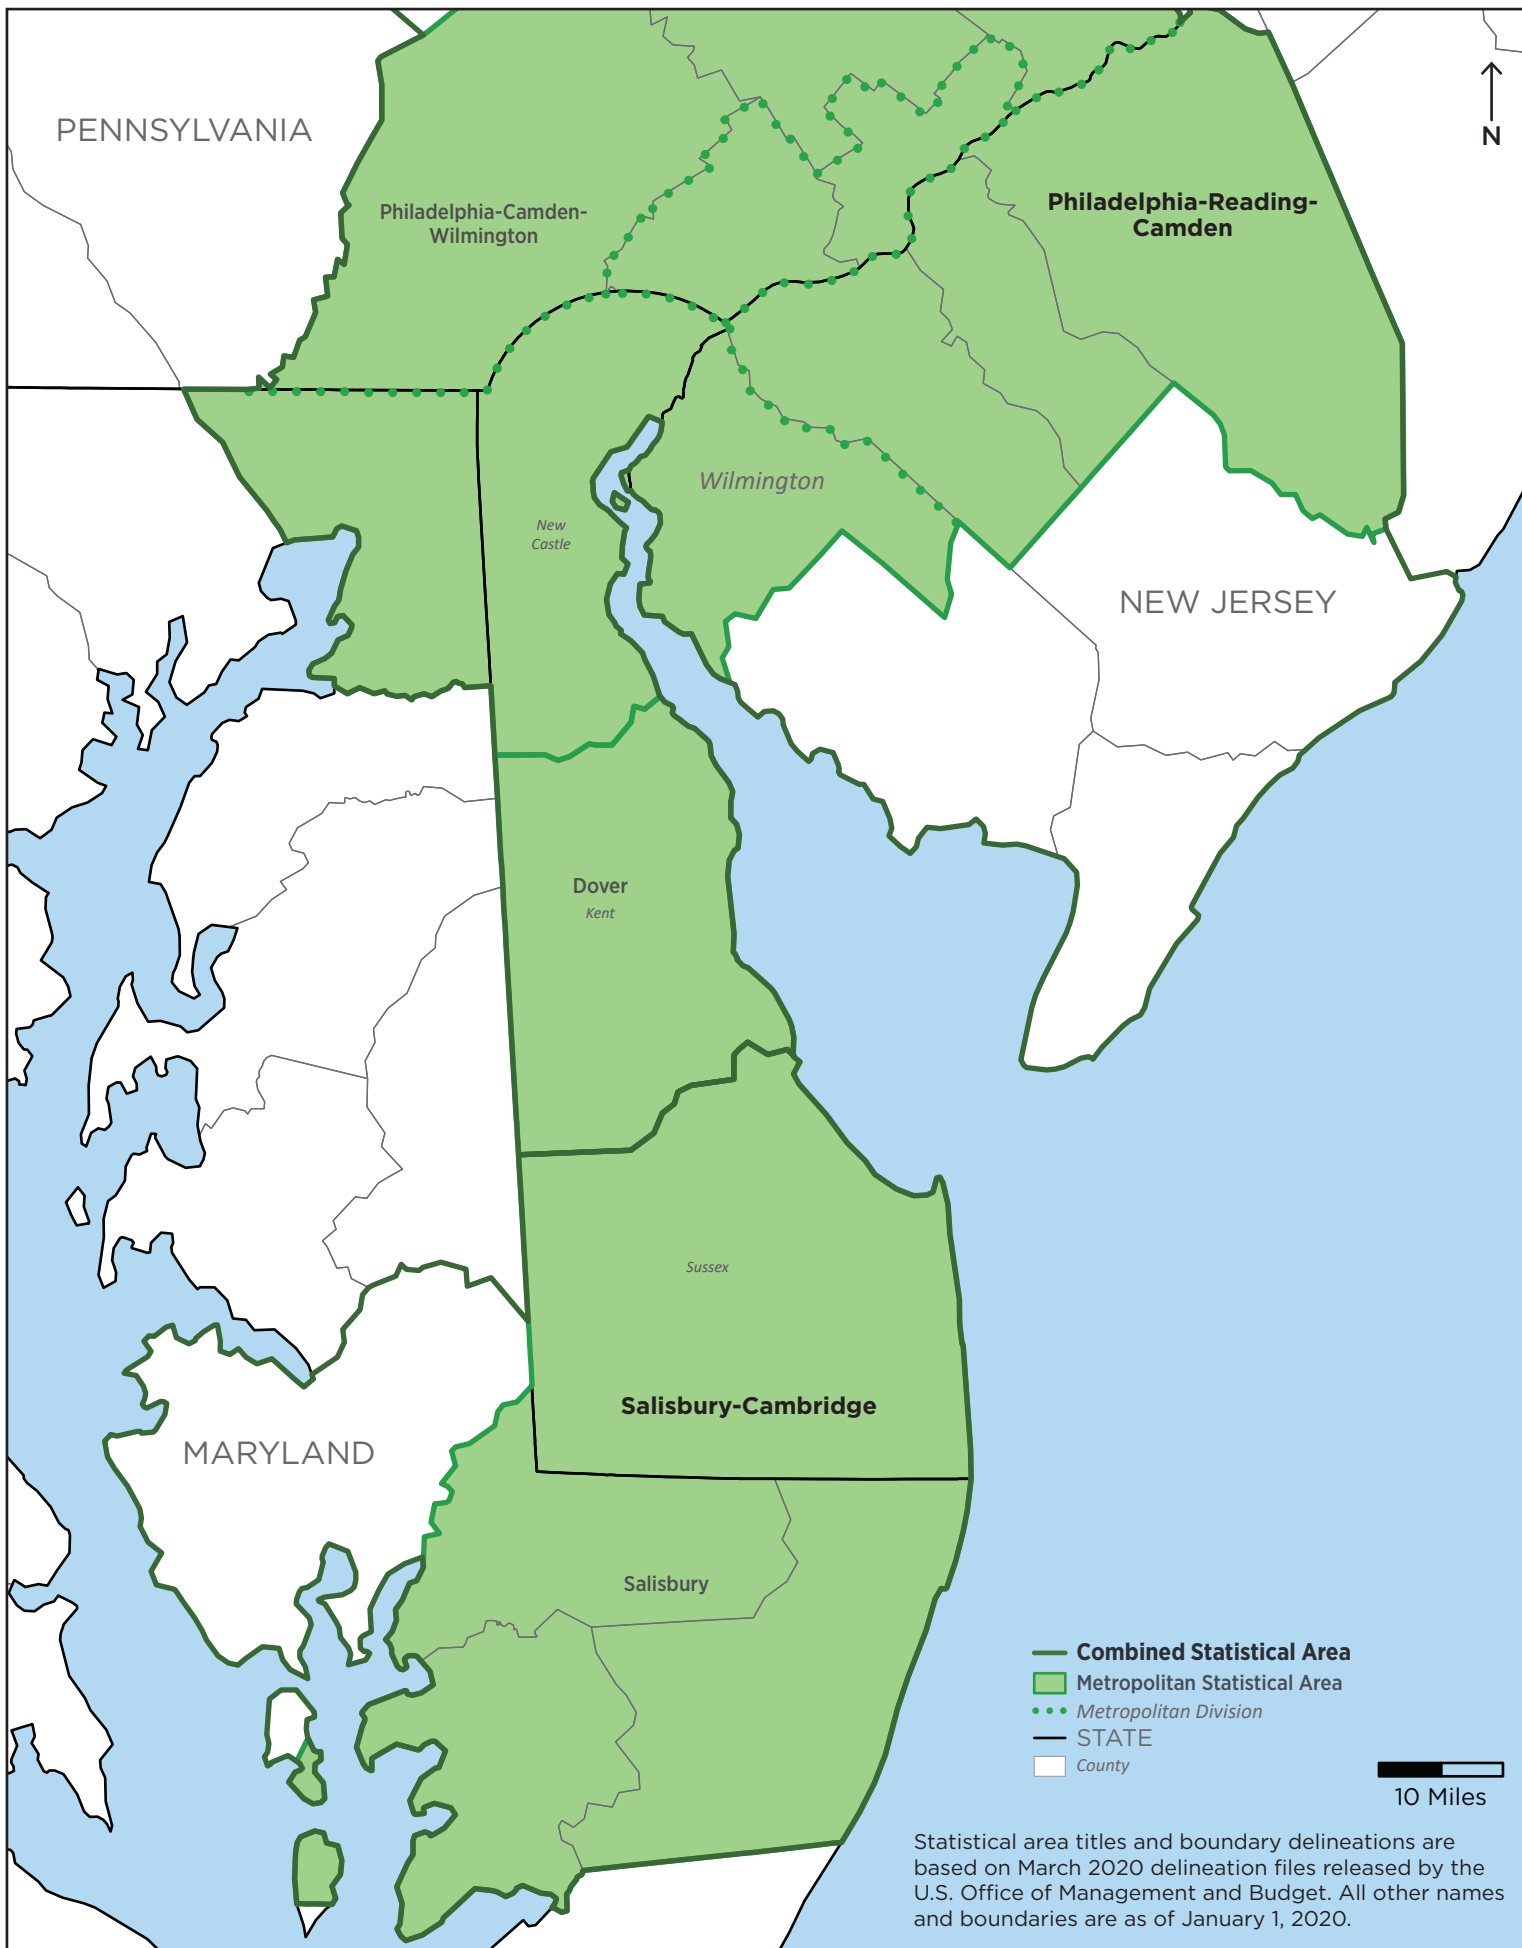 PENNSYLVANIA
N
Philadelphia-Camden-
Wilmington
Philadelphia-Reading-
Camden
Wilmington
New
Castle
NEW JERSEY
Dover
Kent
Sussex
Salisbury-Cambridge
MARYLAND
Salisbury
Combined Statistical Area
Metropolitan Statistical Area
Metropolitan Division
STATE
County
10 Miles
Statistical area titles and boundary delineations are
based on March 2020 delineation files released by the
U.S. Office of Management and Budget. All other names
and boundaries are as of January 1, 2020.